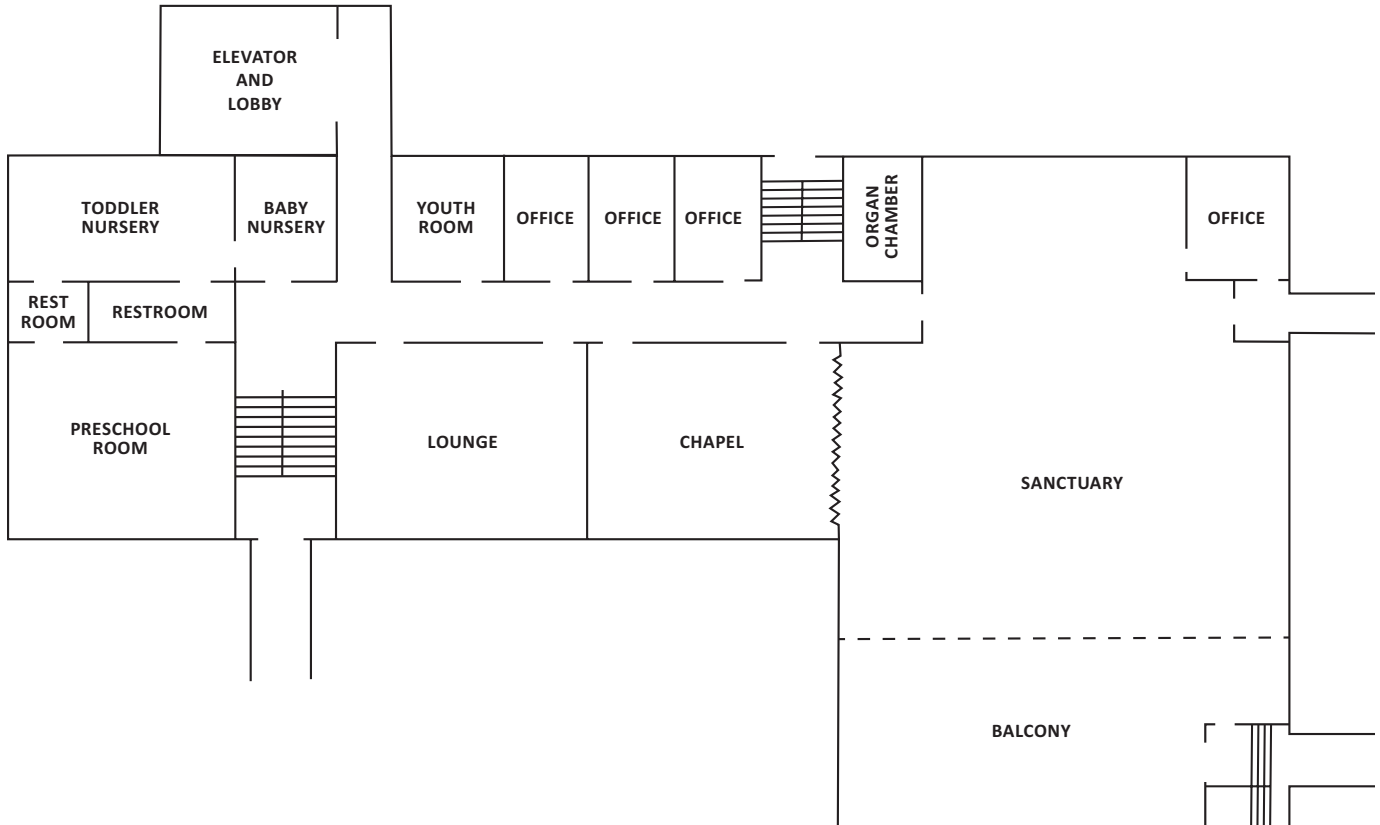 ELEVATOR
AND
LOBBY
TODDLER
NURSERY
BABY
NURSERY
YOUTH
ROOM
OFFICE
OFFICE
OFFICE
ORGAN
CHAMBER
OFFICE
REST
ROOM
RESTROOM
PRESCHOOL
ROOM
LOUNGE
CHAPEL
SANCTUARY
BALCONY